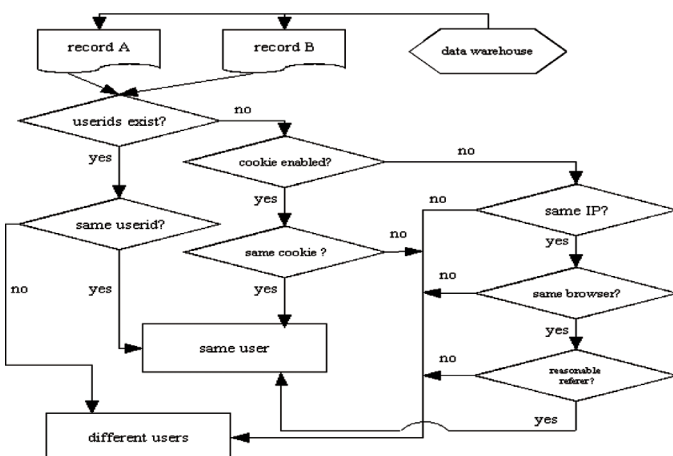 record A
record B
data warehouse
userids exist?
no
yes
cookie enabled?
no
yes
same userid?
no
yes
same cookie ?
no
yes
same IP?
no
yes
same browser?
no
yes
same user
reasonable
referer?
no
yes
different users